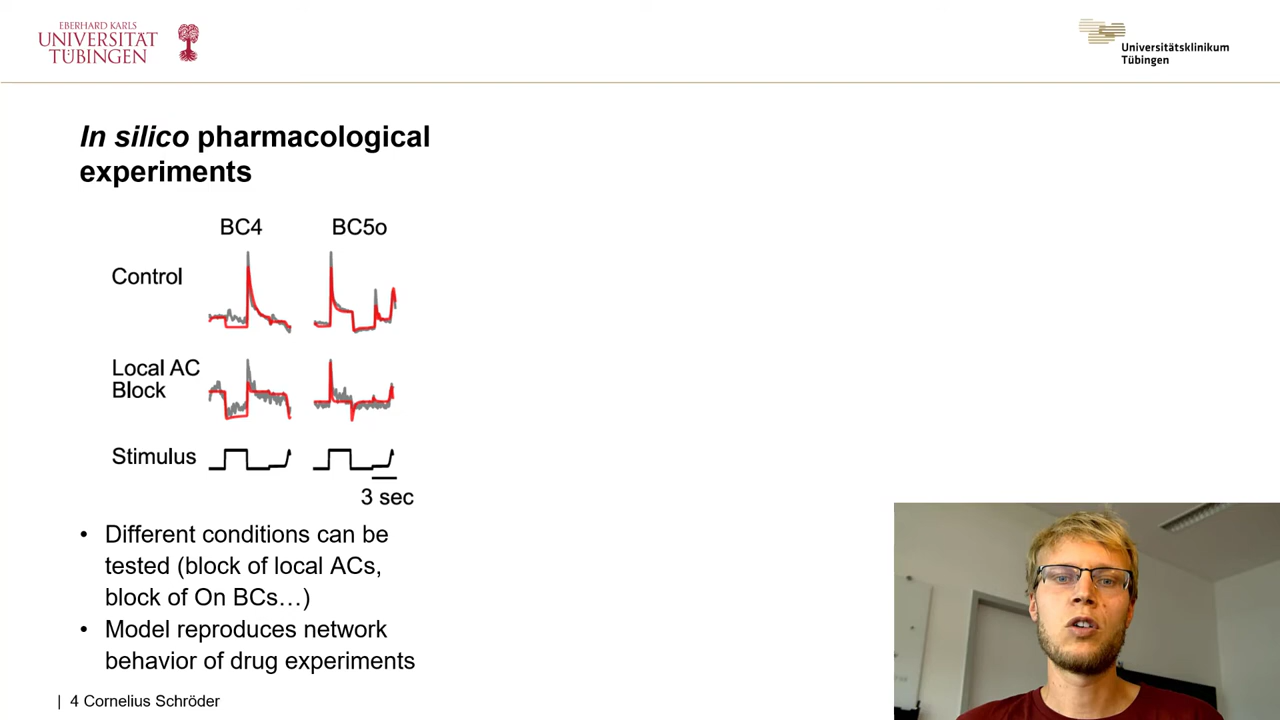 EBERHARD KARLS
UNIVERSITÄT
TÜBINGEN
Universitätsklinikum
Tübingen
In silico pharmacological
experiments
BC4 BC5o
Control
Local AC
Block
Stimulus
3 sec
• Different conditions can be
tested (block of local ACs,
block of On BCs…)
• Model reproduces network
behavior of drug experiments
| 4 Cornelius Schröder